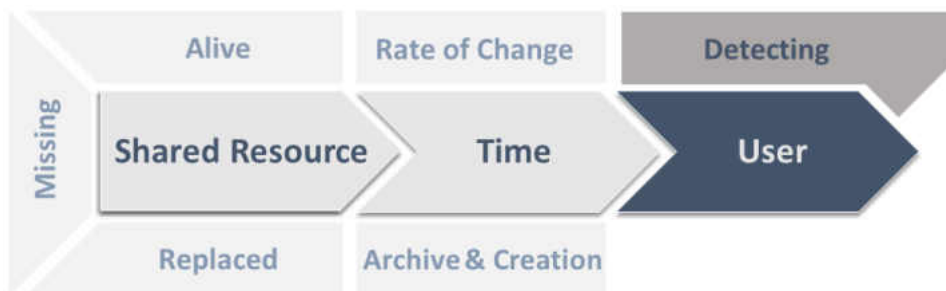 Alive
Rate of Change
Detecting
Missing
Shared Resource
Time
User
Replaced
Archive & Creation